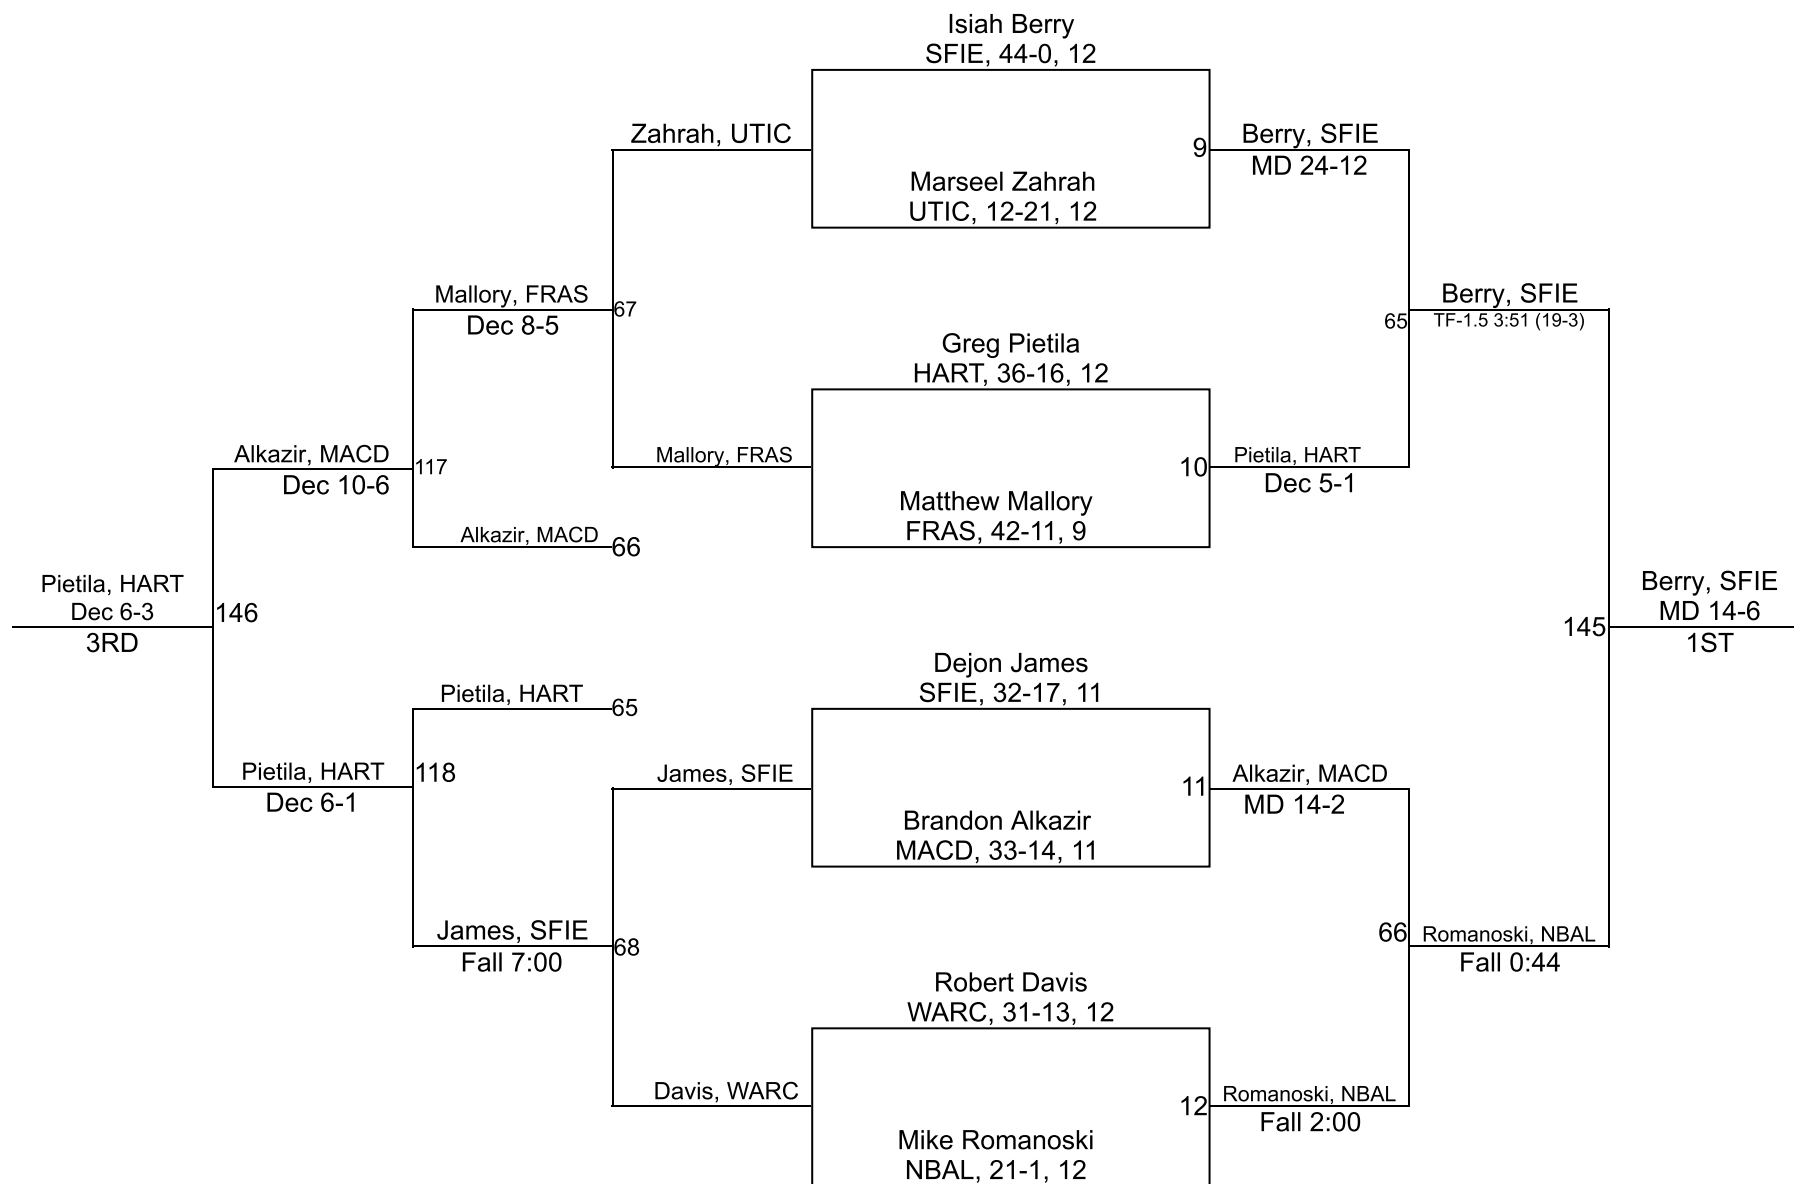 Isiah Berry
SFIE, 44-0, 12
Zahrah, UTIC
9
Berry, SFIE
MD 24-12
Marseel Zahrah
UTIC, 12-21, 12
Mallory, FRAS
Dec 8-5
67
65
Berry, SFIE
TF-1.5 3:51 (19-3)
Greg Pietila
HART, 36-16, 12
Alkazir, MACD
Dec 10-6
117
Mallory, FRAS
10
Pietila, HART
Dec 5-1
Matthew Mallory
FRAS, 42-11, 9
Alkazir, MACD
66
Pietila, HART
Dec 6-3
3RD
146
145
Berry, SFIE
MD 14-6
1ST
Dejon James
SFIE, 32-17, 11
Pietila, HART
65
Pietila, HART
Dec 6-1
118
James, SFIE
11
Alkazir, MACD
MD 14-2
Brandon Alkazir
MACD, 33-14, 11
James, SFIE
Fall 7:00
68
66
Romanoski, NBAL
Fall 0:44
Robert Davis
WARC, 31-13, 12
Davis, WARC
12
Romanoski, NBAL
Fall 2:00
Mike Romanoski
NBAL, 21-1, 12